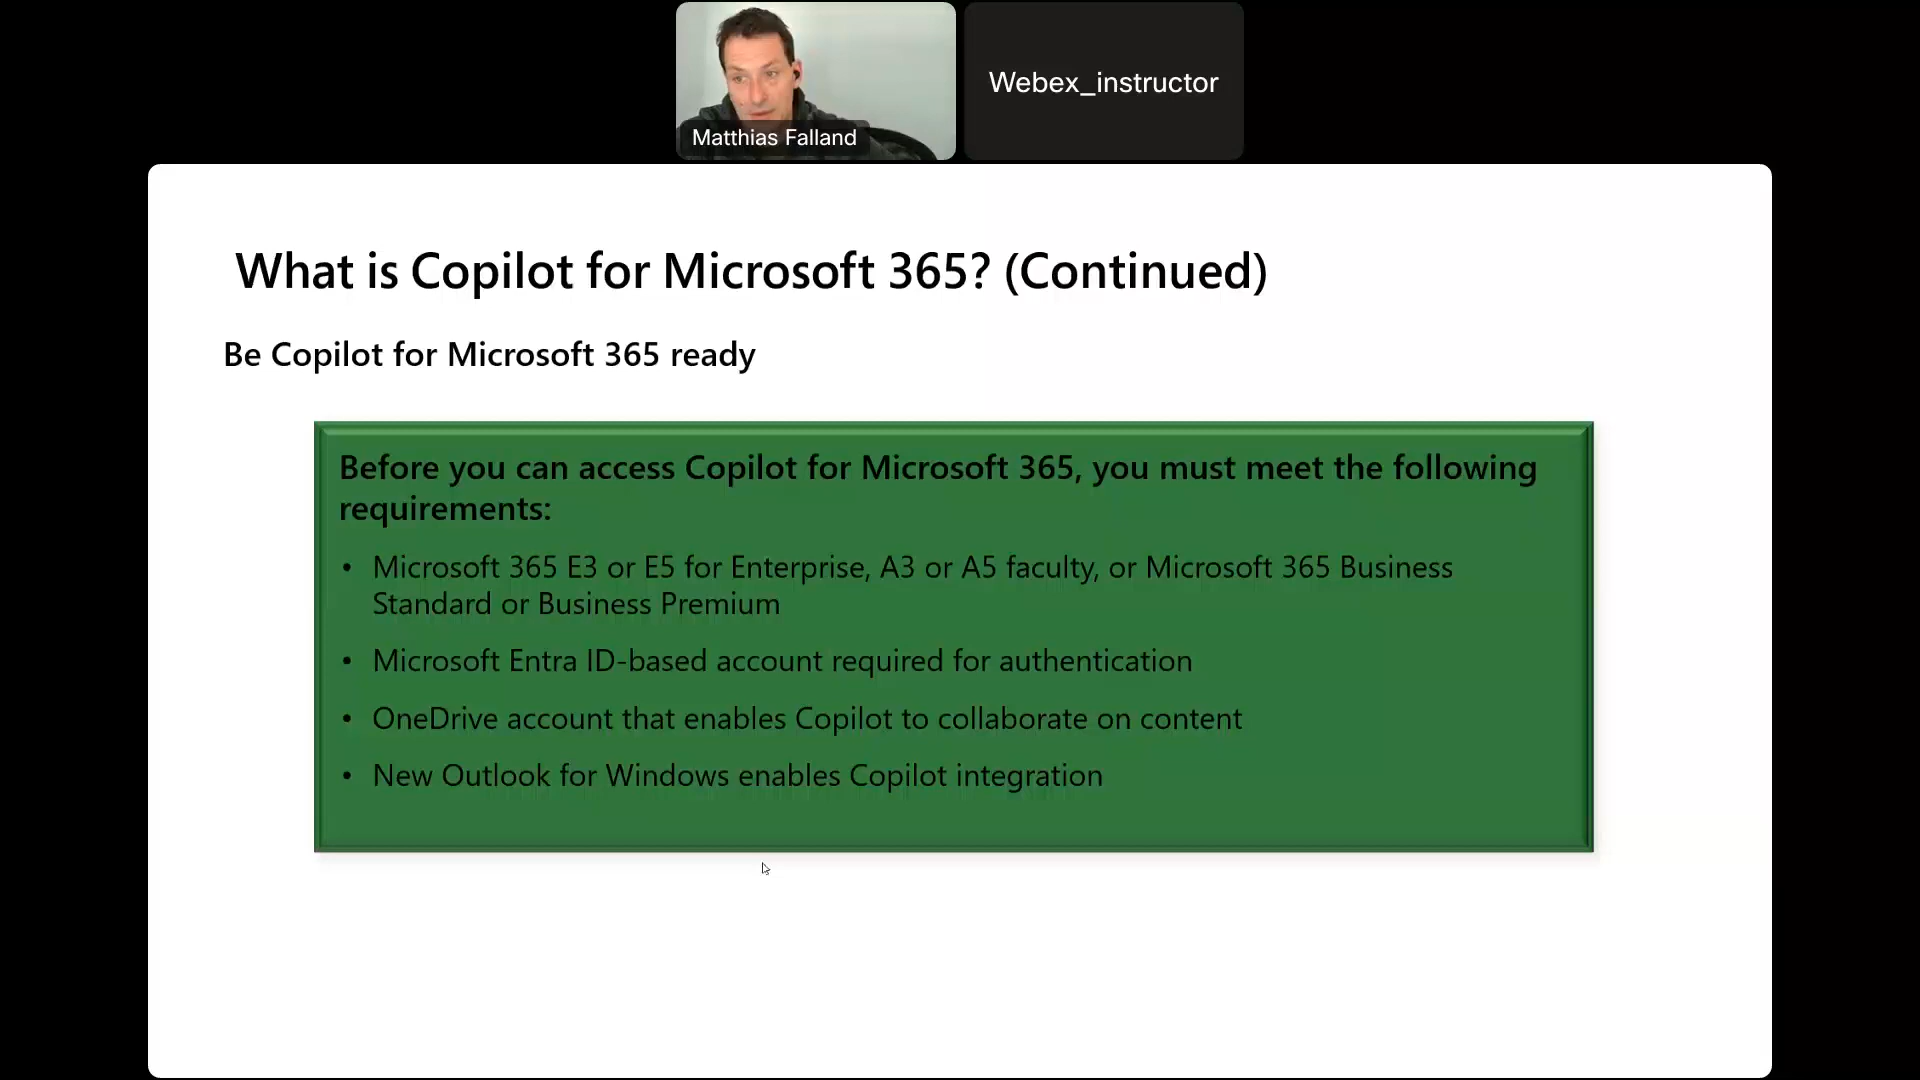 Matthias Falland
Webex_instructor
What is Copilot for Microsoft 365? (Continued)
Be Copilot for Microsoft 365 ready
Before you can access Copilot for Microsoft 365, you must meet the following
requirements:
• Microsoft 365 E3 or E5 for Enterprise, A3 or A5 faculty, or Microsoft 365 Business
Standard or Business Premium
• Microsoft Entra ID-based account required for authentication
• OneDrive account that enables Copilot to collaborate on content
• New Outlook for Windows enables Copilot integration